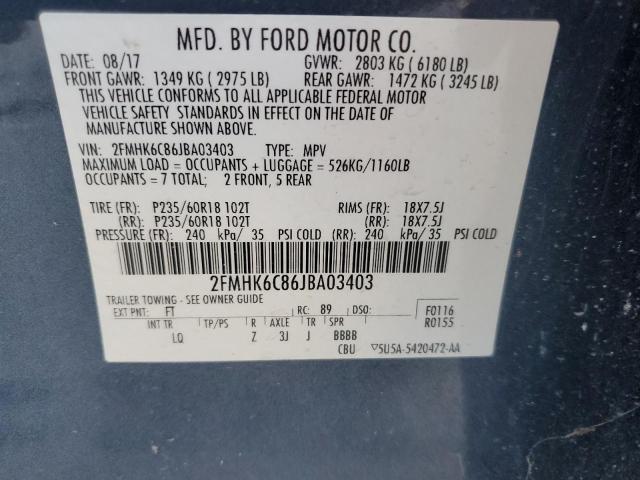 MFD. BY FORD MOTOR CO.
DATE: 08/17 GVWR: 2803 KG ( 6180 LB)
FRONT GAWR: 1349 KG ( 2975 LB) REAR GAWR: 1472 KG ( 3245 LB)
THIS VEHICLE CONFORMS TO ALL APPLICABLE FEDERAL MOTOR
VEHICLE SAFETY STANDARDS IN EFFECT ON THE DATE OF
MANUFACTURE SHOWN ABOVE.
VIN: 2FMHK6C86JBA03403 TYPE: MPV
MAXIMUM LOAD = OCCUPANTS + LUGGAGE = 526KG/1160LB
OCCUPANTS = 7 TOTAL; 2 FRONT, 5 REAR
TIRE (FR): P235/60R18 102T RIMS (FR): 18X7.5J
(RR): P235/60R18 102T (RR): 18X7.5J
PRESSURE (FR): 240 kPa/ 35 PSI COLD (RR): 240 kPa/ 35 PSI COLD
2FMHK6C86JBA03403
TRAILER TOWING - SEE OWNER GUIDE
EXT PNT: FT RC: 89 DSO: F0116
R0155
INT TR TP/PS R AXLE TR SPR
LQ Z 3J J BBBB
CBU ▽5U5A-5420472-AA